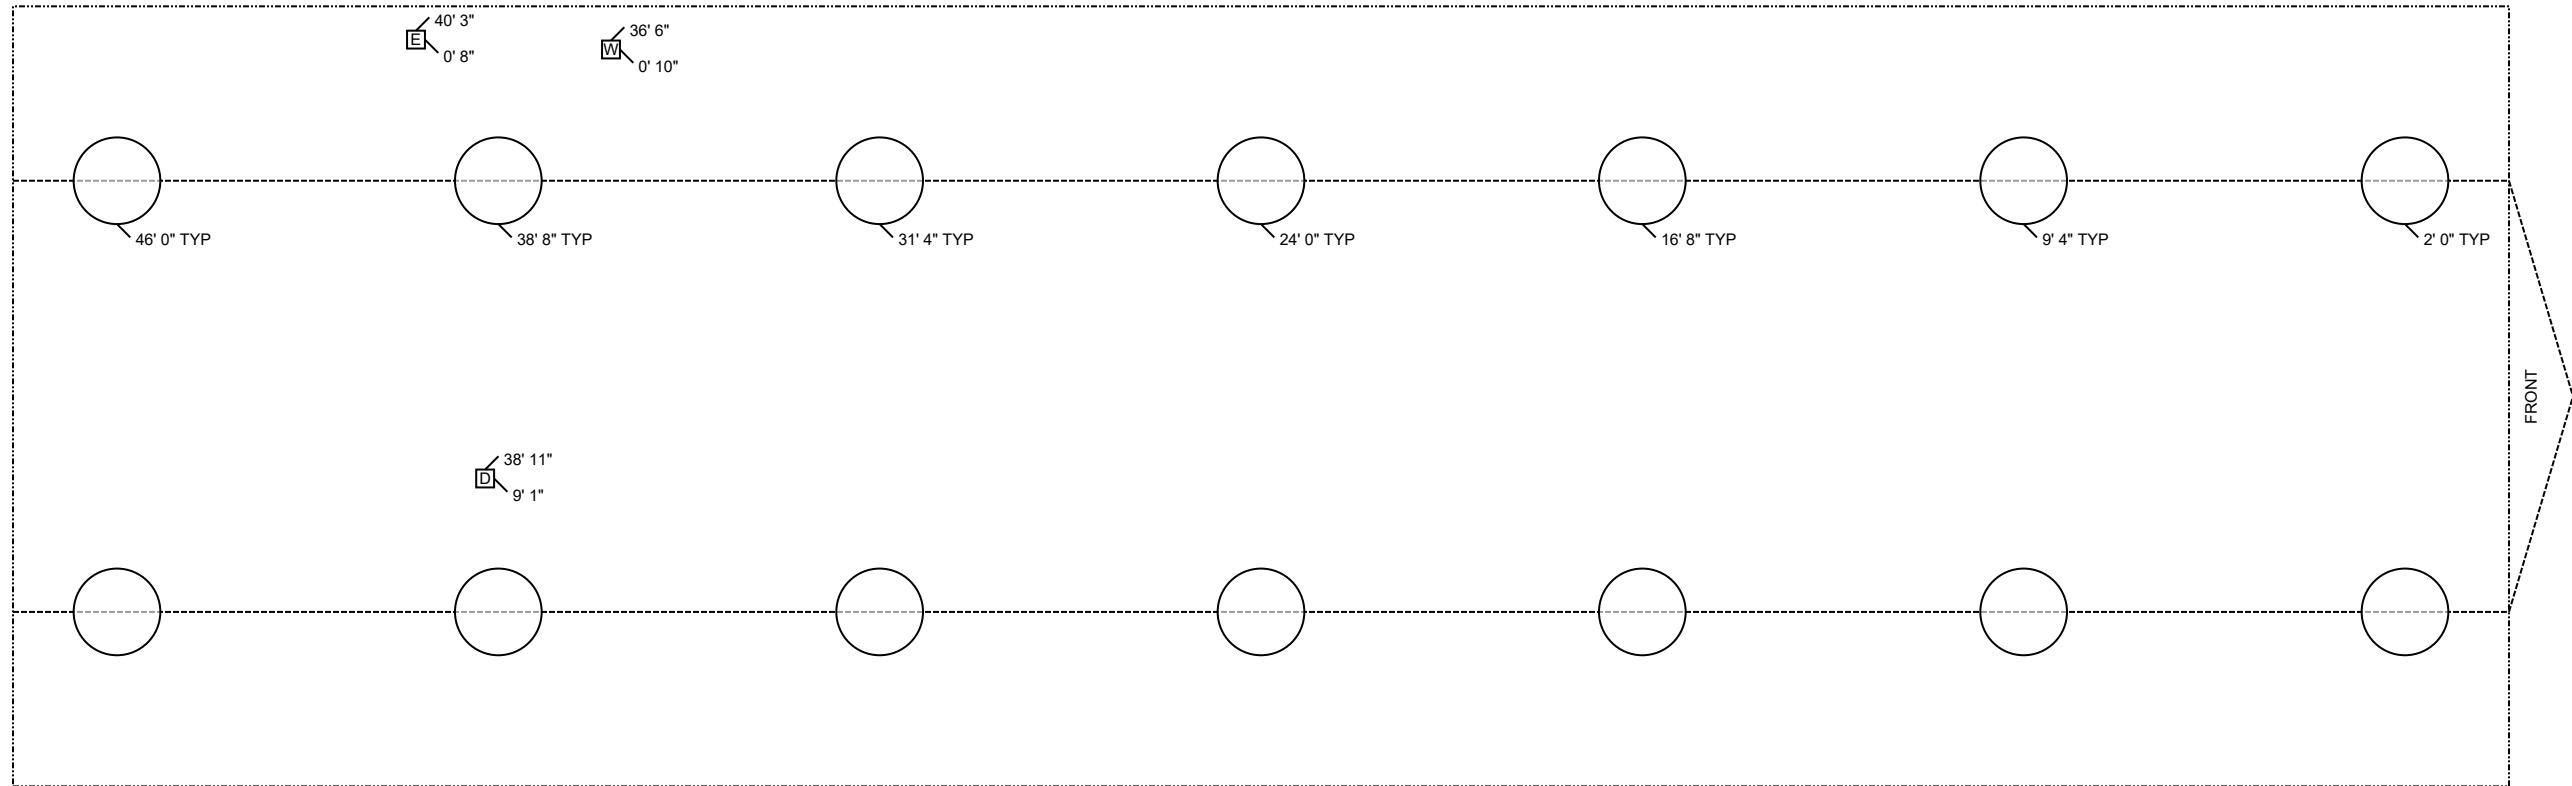 40' 3"
E
0' 8"
36' 6"
W
0' 10"
46' 0" TYP
38' 8" TYP
31' 4" TYP
24' 0" TYP
16' 8" TYP
9' 4" TYP
2' 0" TYP
FRONT
38' 11"
D
9' 1"